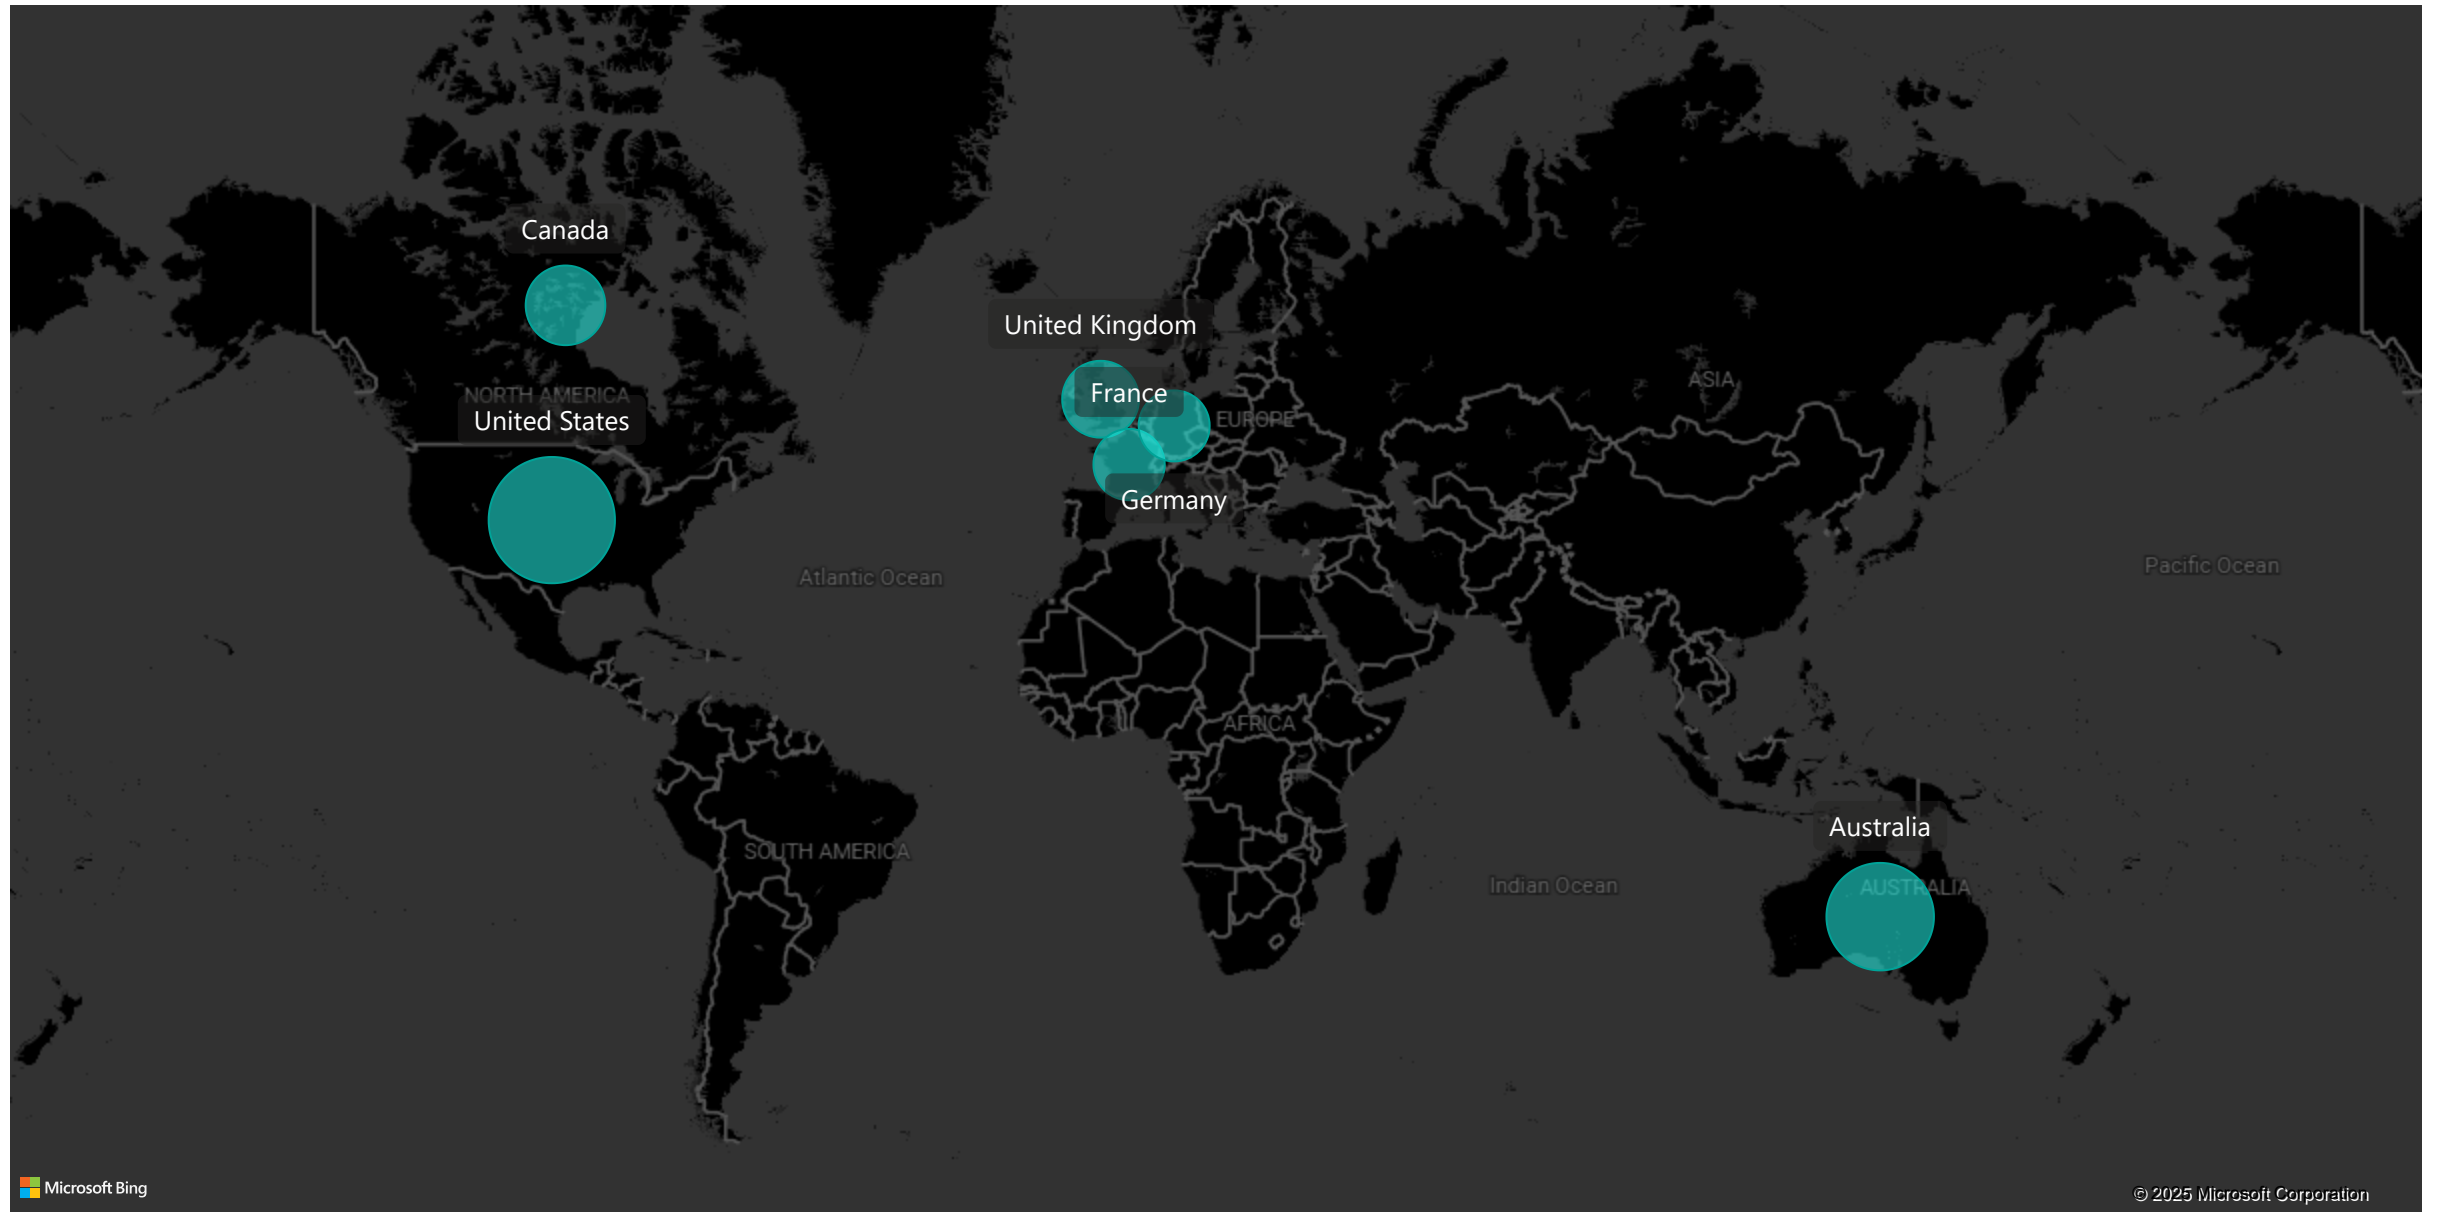 Canada
United Kingdom
ASIA
NORTH AMERICA
France
United States
EUROPE
Germany
Pacific Ocean
Atlantic Ocean
AFRICA
Australia
SOUTH AMERICA
Indian Ocean
AUSTRALIA
Microsoft Bing
© 2025 Microsoft Corporation